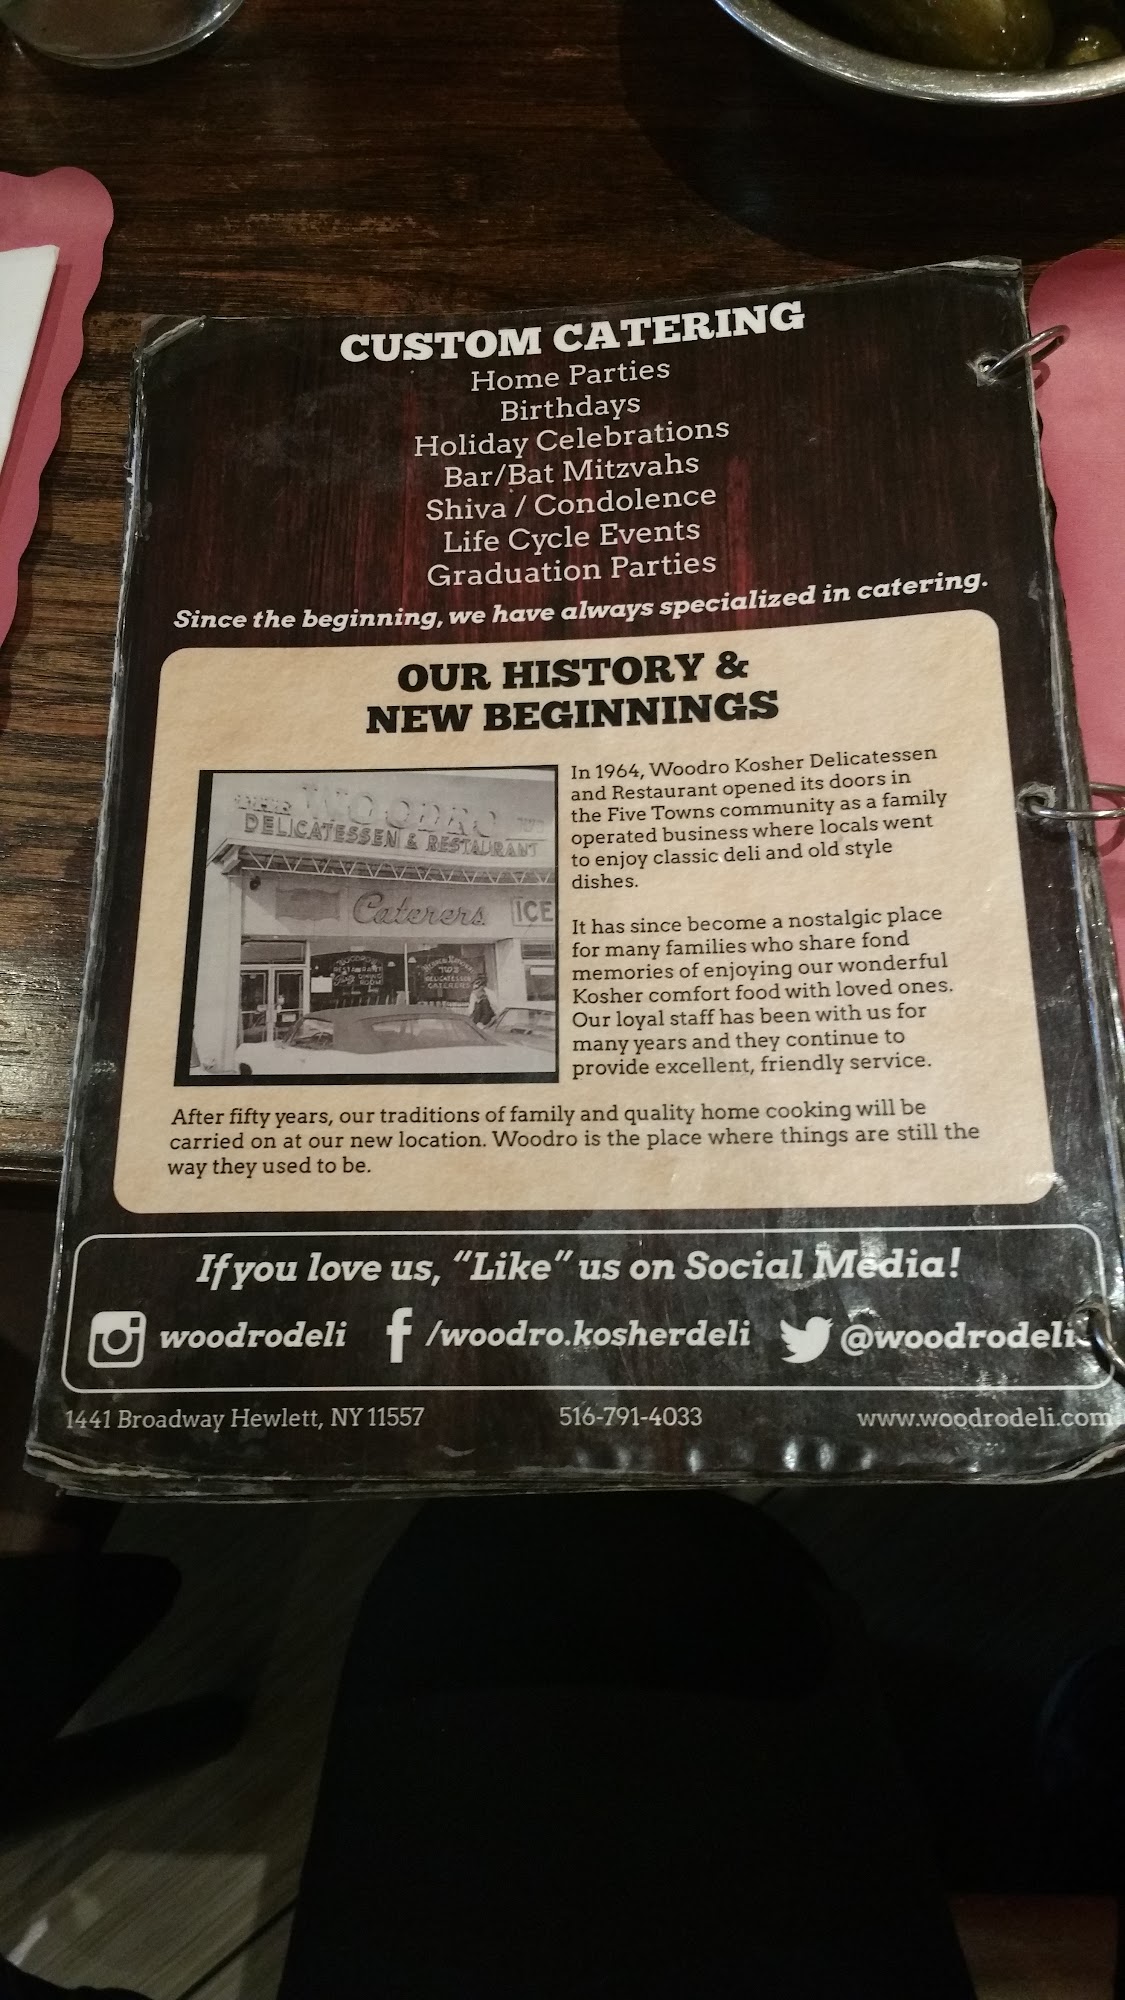 CUSTOM CATERING
Home Parties
Birthdays
Holiday Celebrations
Bar/Bat Mitzvahs
Shiva / Condolence
Life Cycle Events
Graduation Parties
Since the beginning, we have always specialized in catering.
OUR HISTORY &
NEW BEGINNINGS
THE WOODRO TWO
DELICATESSEN & RESTAURANT
Caterers ICE
In 1964, Woodro Kosher Delicatessen
and Restaurant opened its doors in
the Five Towns community as a family
operated business where locals went
to enjoy classic deli and old style
dishes.
It has since become a nostalgic place
for many families who share fond
memories of enjoying our wonderful
Kosher comfort food with loved ones.
Our loyal staff has been with us for
many years and they continue to
provide excellent, friendly service.
After fifty years, our traditions of family and quality home cooking will be
carried on at our new location. Woodro is the place where things are still the
way they used to be.
If you love us, "Like" us on Social Media!
woodrodeli f /woodro.kosherdeli @woodrodeli
1441 Broadway Hewlett, NY 11557 516-791-4033 www.woodrodeli.com